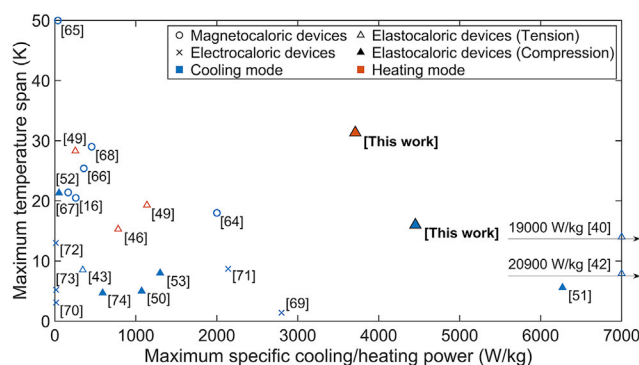 Maximum temperature span (K)
50
40
30
20
10
0
[65]
○ Magnetocaloric devices
△ Elastocaloric devices (Tension)
× Electrocaloric devices
▲ Elastocaloric devices (Compression)
■ Cooling mode
■ Heating mode
[49]
[68]
[This work]
[66]
[52]
[67]
[16]
[49]
[64]
[46]
[This work]
19000 W/kg [40]
[72]
[73]
[43]
[53]
[71]
20900 W/kg [42]
[70]
[74]
[50]
[69]
[51]
0
1000
2000
3000
4000
5000
6000
7000
Maximum specific cooling/heating power (W/kg)